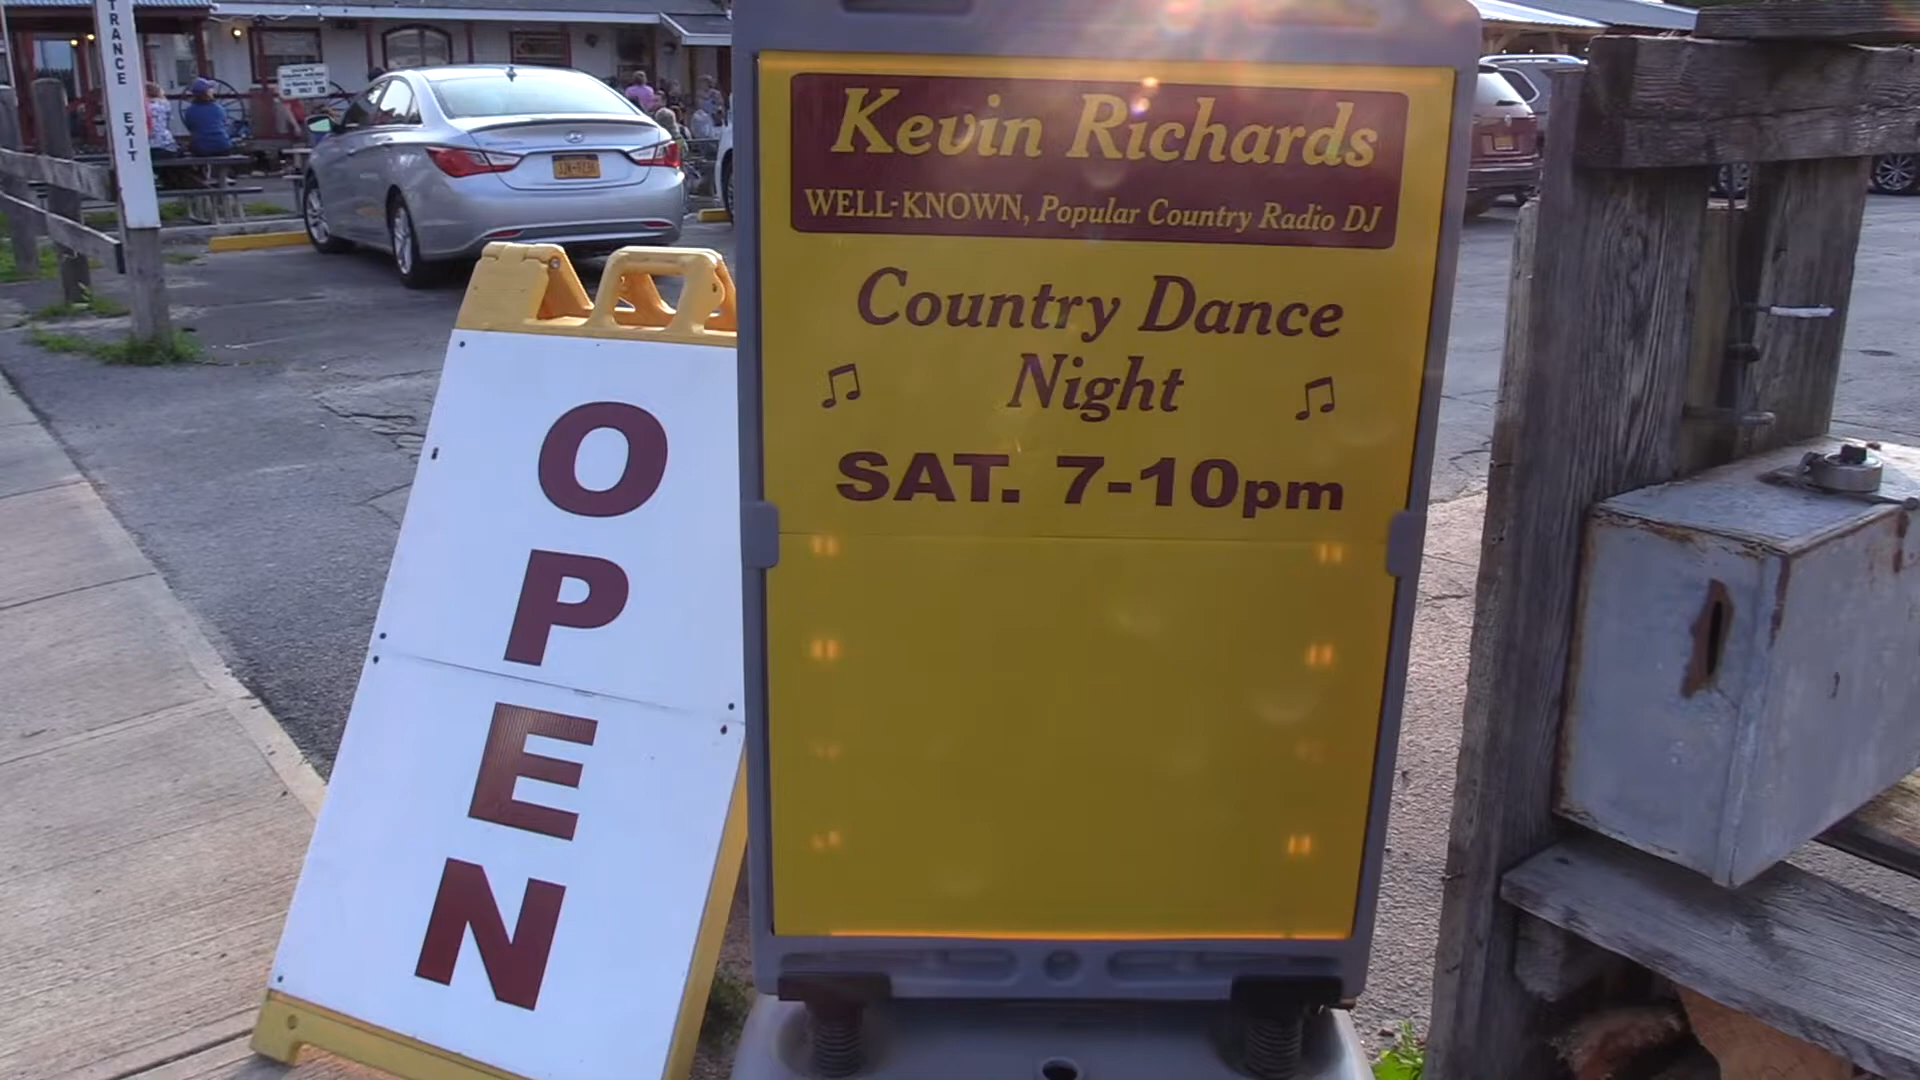 TRANCE
EXIT
OPEN
Kevin Richards
WELL-KNOWN, Popular Country Radio DJ
Country Dance
Night
SAT. 7-10pm